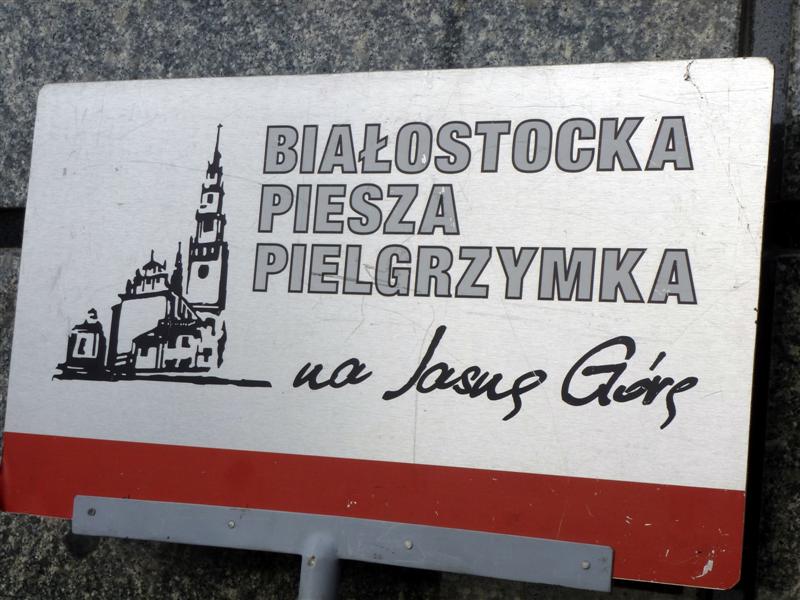 BIAŁOSTOCKA
PIESZA
PIELGRZYMKA
na Jasną Górę